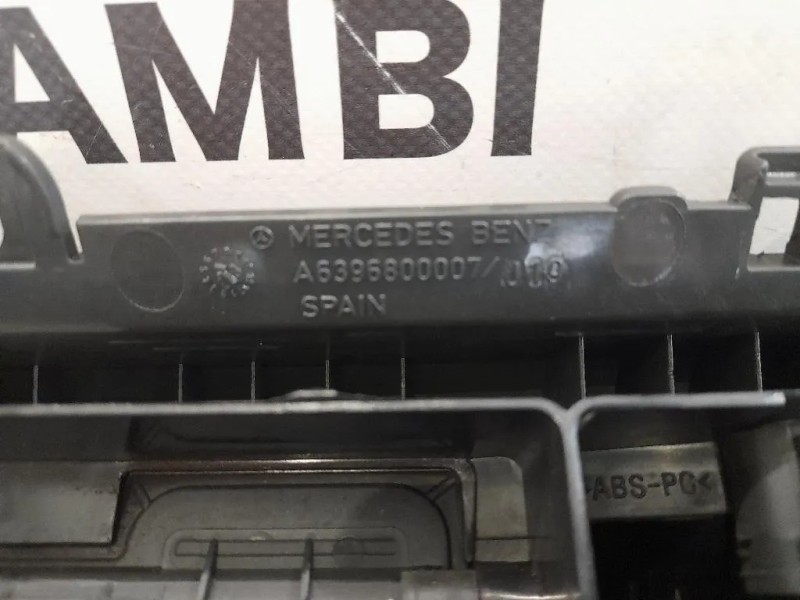 AMBI
MERCEDES BENZ
A6396800007/
SPAIN
>ABS-PC<